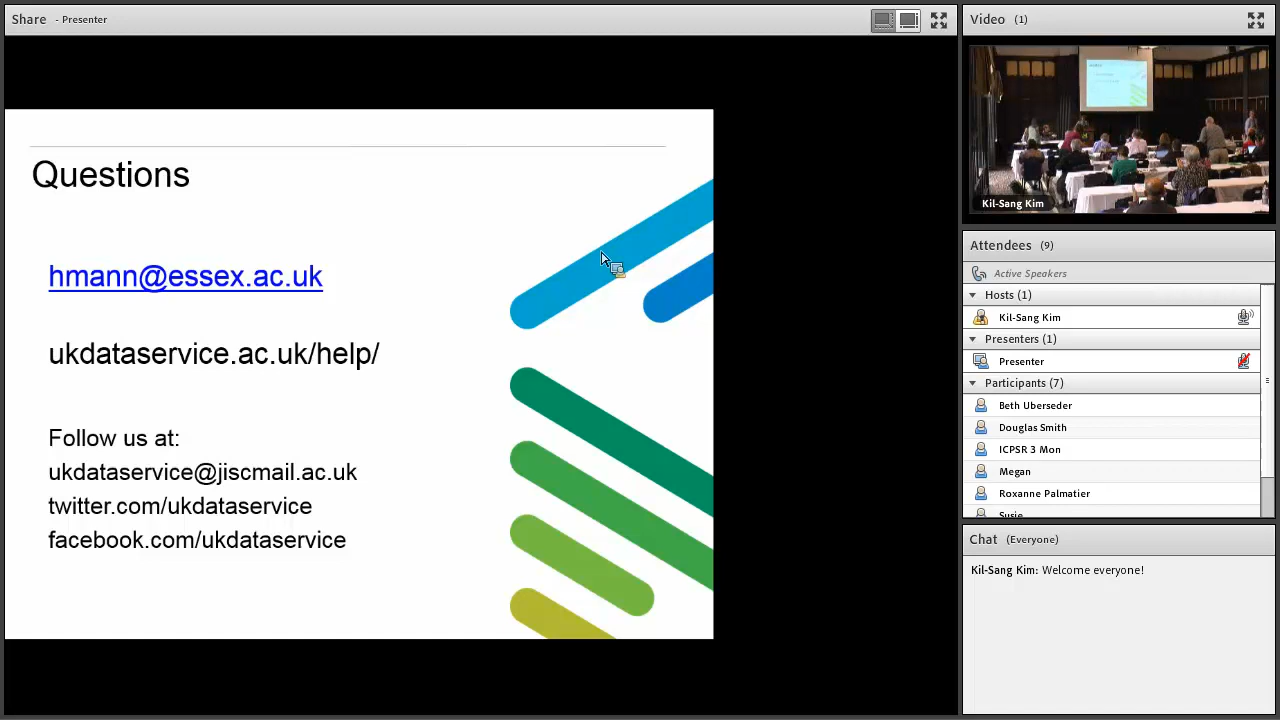 Share - Presenter
Questions
hmann@essex.ac.uk
ukdataservice.ac.uk/help/
Follow us at:
ukdataservice@jiscmail.ac.uk
twitter.com/ukdataservice
facebook.com/ukdataservice
Video (1)
Kil-Sang Kim
Attendees (9)
Active Speakers
Hosts (1)
Kil-Sang Kim
Presenters (1)
Presenter
Participants (7)
Beth Uberseder
Douglas Smith
ICPSR 3 Mon
Megan
Roxanne Palmatier
Susie
Chat (Everyone)
Kil-Sang Kim: Welcome everyone!